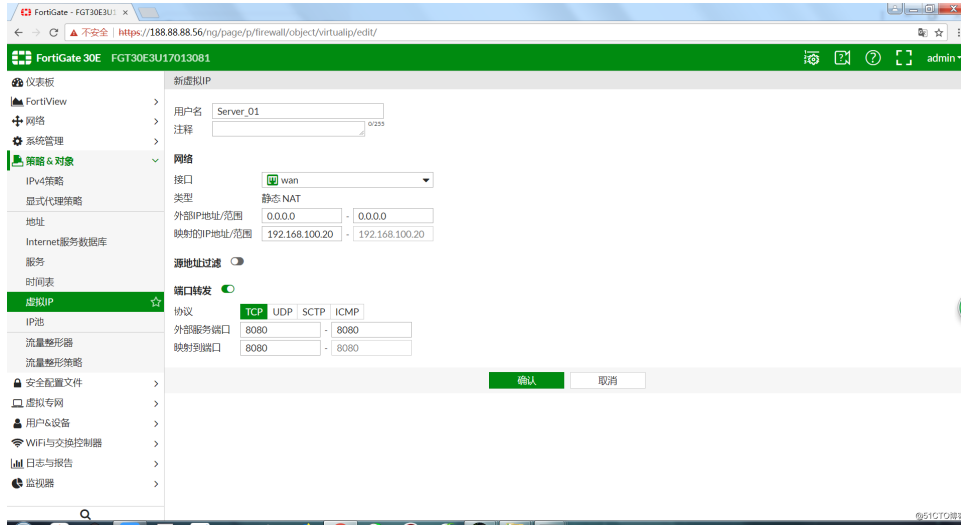 FortiGate - FGT30E3U1
不安全 https://188.88.88.56/ng/page/p/firewall/object/virtualip/edit/
FortiGate 30E FGT30E3U17013081
admin
仪表板
FortiView
网络
系统管理
策略 & 对象
IPv4策略
显式代理策略
地址
Internet服务数据库
服务
时间表
虚拟IP
IP池
流量整形器
流量整形策略
安全配置文件
虚拟专网
用户&设备
WiFi与交换控制器
日志与报告
监视器
新虚拟IP
用户名 Server_01
注释 0/255
网络
接口 wan
类型 静态 NAT
外部IP地址/范围 0.0.0.0 - 0.0.0.0
映射的IP地址/范围 192.168.100.20 - 192.168.100.20
源地址过滤
端口转发
协议 TCP UDP SCTP ICMP
外部服务端口 8080 - 8080
映射到端口 8080 - 8080
确认 取消
@51CTO博客